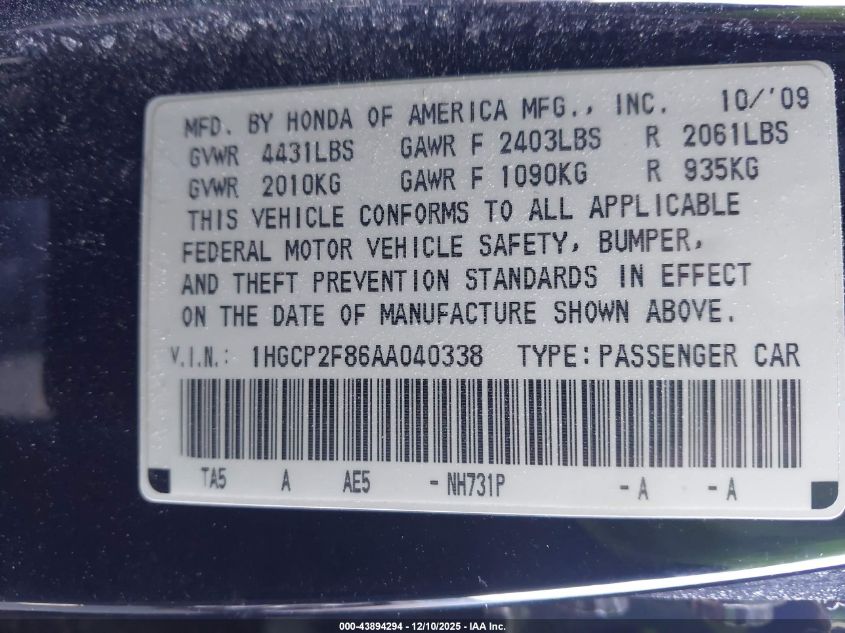 MFD. BY HONDA OF AMERICA MFG., INC. 10/'09
GVWR 4431LBS GAWR F 2403LBS R 2061LBS
GVWR 2010KG GAWR F 1090KG R 935KG
THIS VEHICLE CONFORMS TO ALL APPLICABLE
FEDERAL MOTOR VEHICLE SAFETY, BUMPER,
AND THEFT PREVENTION STANDARDS IN EFFECT
ON THE DATE OF MANUFACTURE SHOWN ABOVE.
V.I.N.: 1HGCP2F86AA040338 TYPE: PASSENGER CAR
TA5 A AE5 -NH731P -A -A
000-43894294 - 12/10/2025 - IAA Inc.